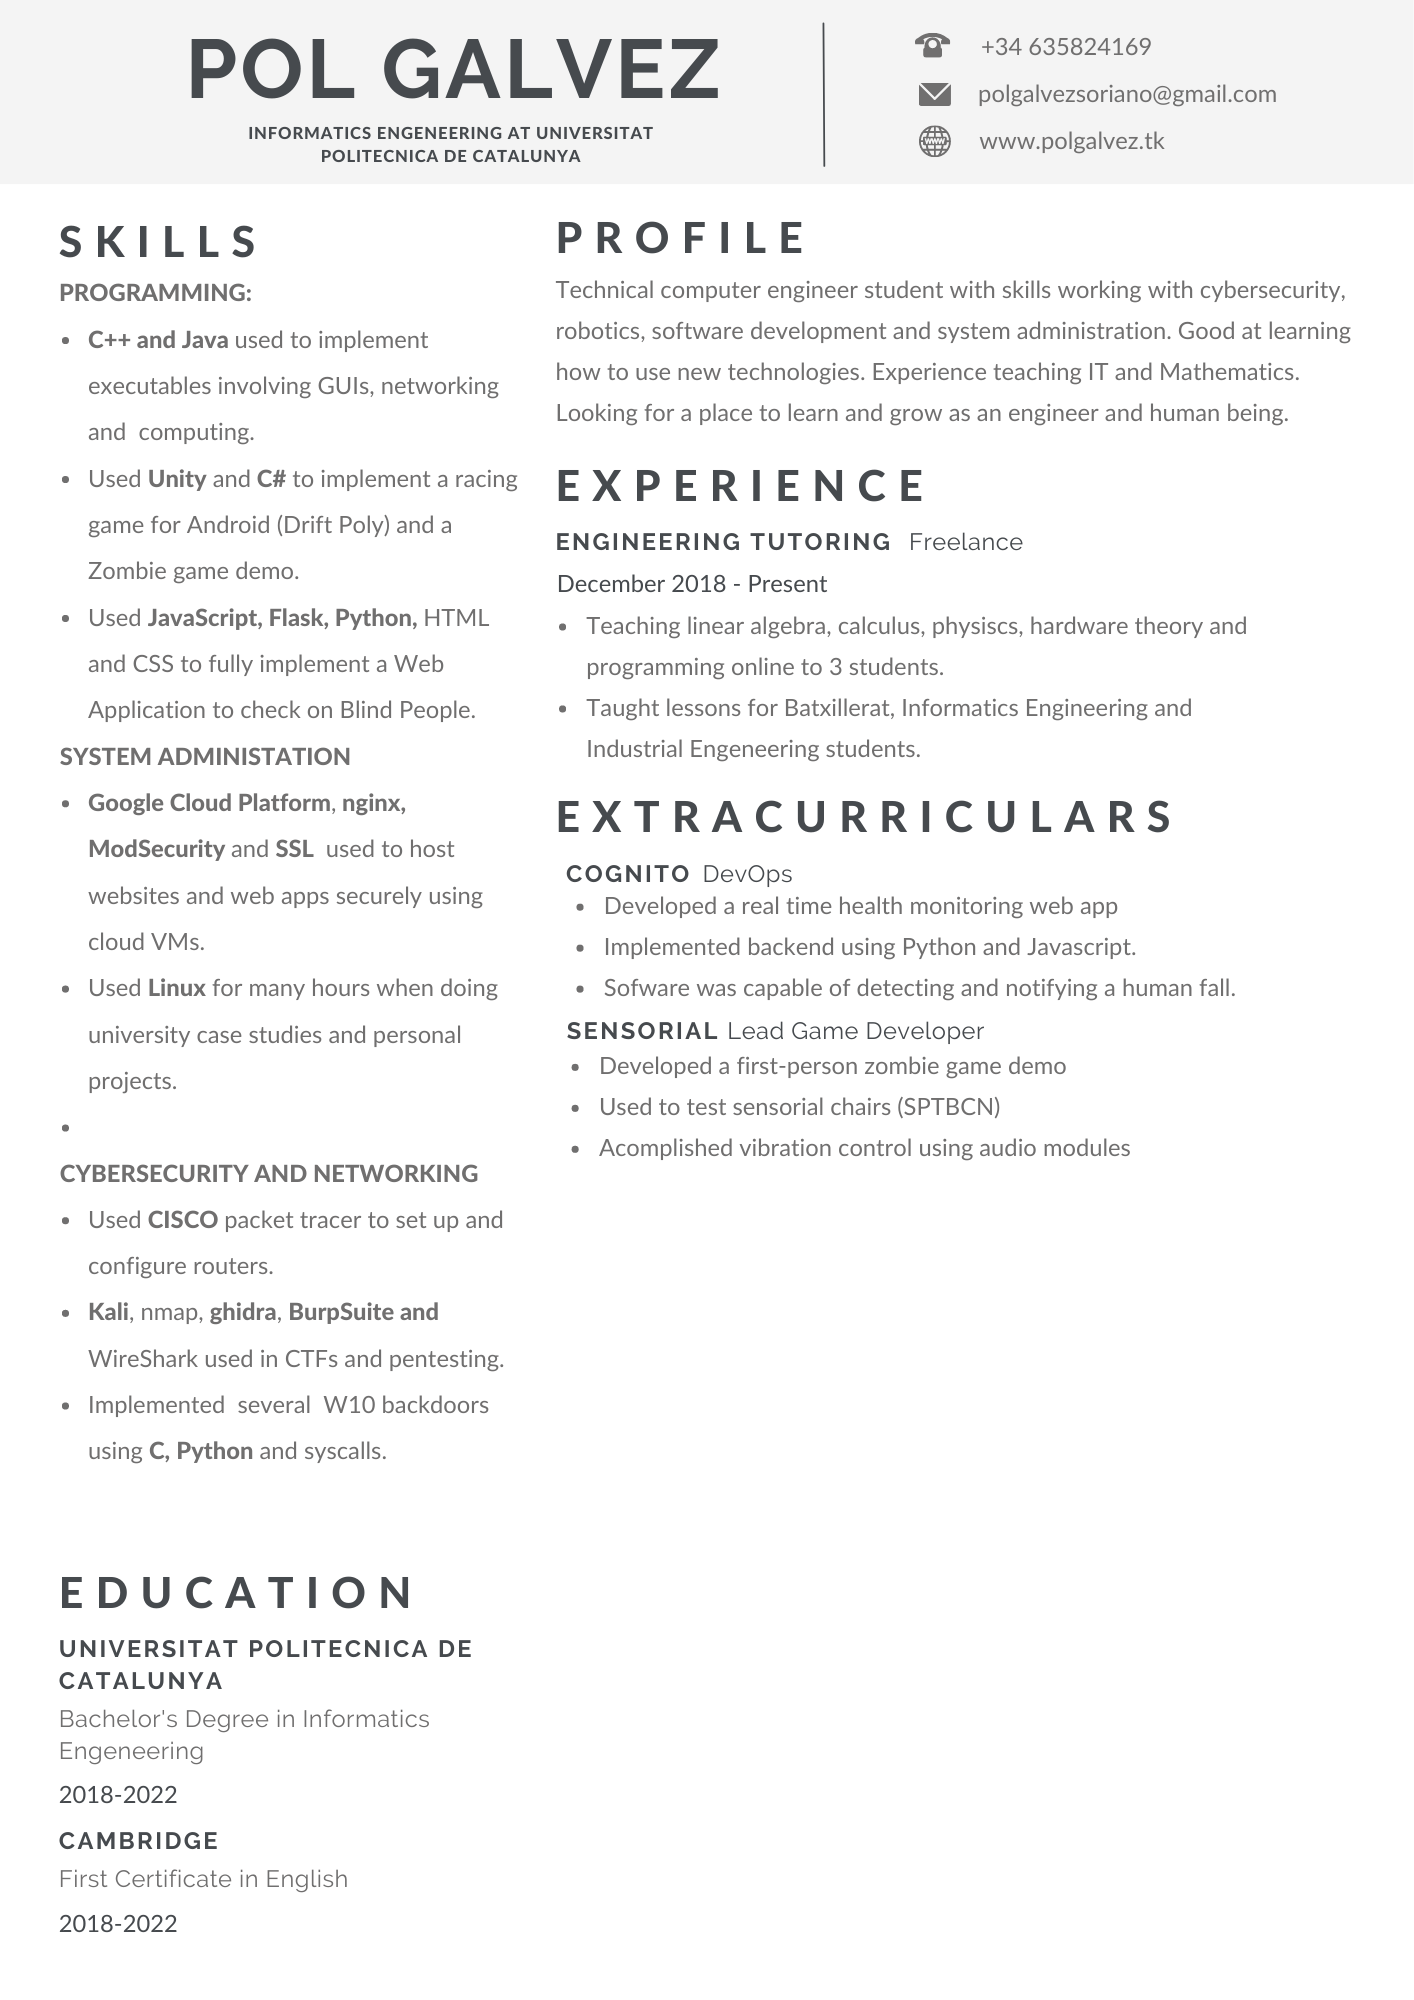 POL GALVEZ
INFORMATICS ENGENEERING AT UNIVERSITAT
POLITECNICA DE CATALUNYA
+34 635824169
polgalvezsoriano@gmail.com
www.polgalvez.tk
SKILLS
PROGRAMMING:
• C++ and Java used to implement
executables involving GUIs, networking
and computing.
• Used Unity and C# to implement a racing
game for Android (Drift Poly) and a
Zombie game demo.
• Used JavaScript, Flask, Python, HTML
and CSS to fully implement a Web
Application to check on Blind People.
SYSTEM ADMINISTATION
• Google Cloud Platform, nginx,
ModSecurity and SSL used to host
websites and web apps securely using
cloud VMs.
• Used Linux for many hours when doing
university case studies and personal
projects.
•
CYBERSECURITY AND NETWORKING
• Used CISCO packet tracer to set up and
configure routers.
• Kali, nmap, ghidra, BurpSuite and
WireShark used in CTFs and pentesting.
• Implemented several W10 backdoors
using C, Python and syscalls.
EDUCATION
UNIVERSITAT POLITECNICA DE
CATALUNYA
Bachelor's Degree in Informatics
Engeneering
2018-2022
CAMBRIDGE
First Certificate in English
2018-2022
PROFILE
Technical computer engineer student with skills working with cybersecurity,
robotics, software development and system administration. Good at learning
how to use new technologies. Experience teaching IT and Mathematics.
Looking for a place to learn and grow as an engineer and human being.
EXPERIENCE
ENGINEERING TUTORING Freelance
December 2018 - Present
• Teaching linear algebra, calculus, physiscs, hardware theory and
programming online to 3 students.
• Taught lessons for Batxillerat, Informatics Engineering and
Industrial Engeneering students.
EXTRACURRICULARS
COGNITO DevOps
• Developed a real time health monitoring web app
• Implemented backend using Python and Javascript.
• Sofware was capable of detecting and notifying a human fall.
SENSORIAL Lead Game Developer
• Developed a first-person zombie game demo
• Used to test sensorial chairs (SPTBCN)
• Acomplished vibration control using audio modules